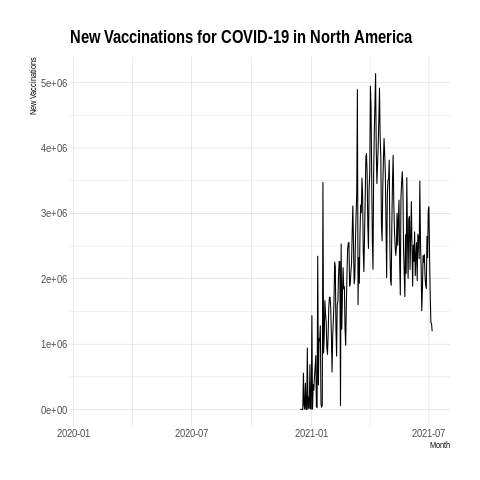 New Vaccinations for COVID-19 in North America
New Vaccinations
5e+06
4e+06
3e+06
2e+06
1e+06
0e+00
2020-01
2020-07
2021-01
2021-07
Month